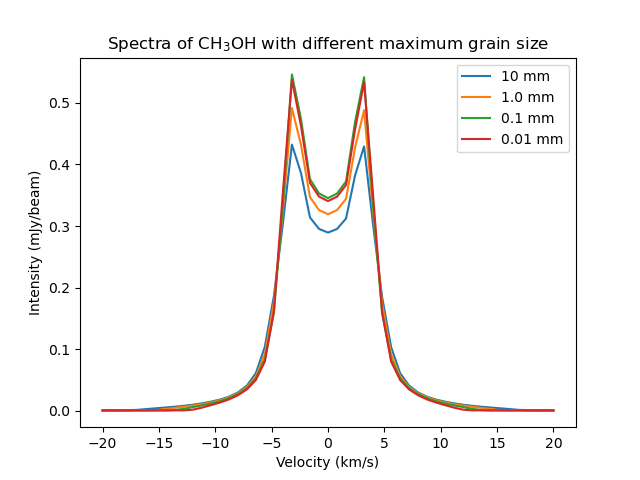 Spectra of CH₃OH with different maximum grain size
10 mm
1.0 mm
0.1 mm
0.01 mm
0.5
0.4
0.3
0.2
0.1
0.0
Intensity (mJy/beam)
−20 −15 −10 −5 0 5 10 15 20
Velocity (km/s)